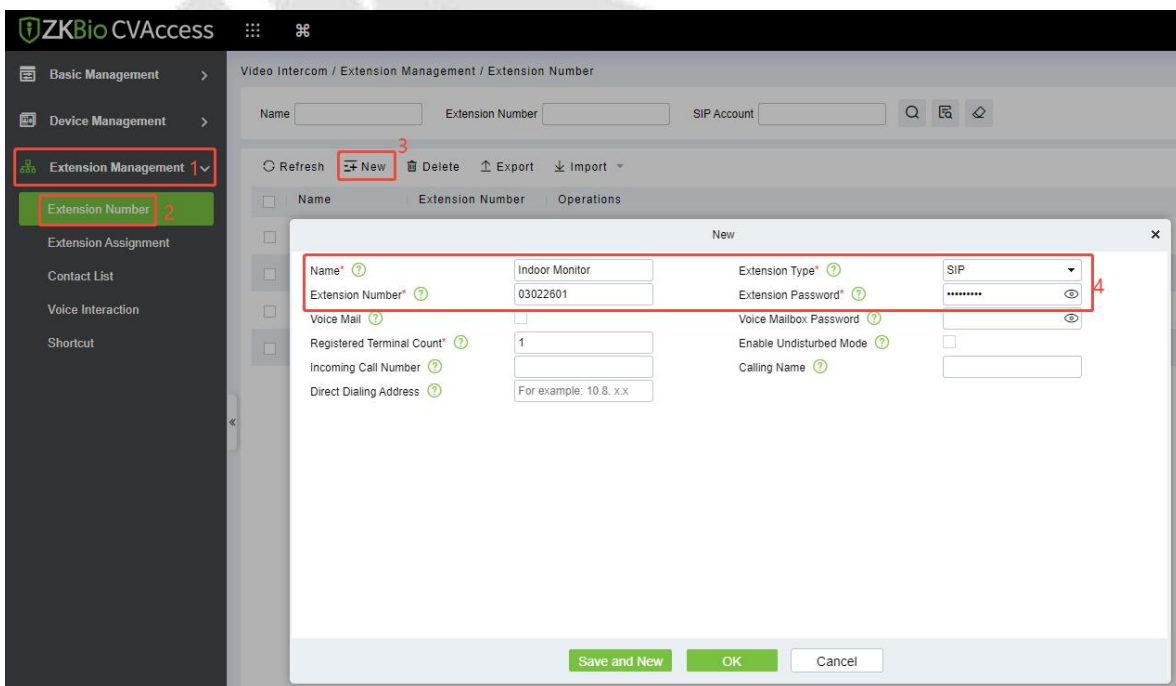 ZKBio CVAccess
Basic Management
Device Management
Extension Management 1
Extension Number 2
Extension Assignment
Contact List
Voice Interaction
Shortcut
Video Intercom / Extension Management / Extension Number
Name Extension Number SIP Account
3
Refresh New Delete Export Import
Name Extension Number Operations
New
Name* Indoor Monitor Extension Type* SIP
Extension Number* 03022601 Extension Password* •••••••••
4
Voice Mail Voice Mailbox Password
Registered Terminal Count* 1 Enable Undisturbed Mode
Incoming Call Number Calling Name
Direct Dialing Address For example: 10.8. x.x
Save and New OK Cancel